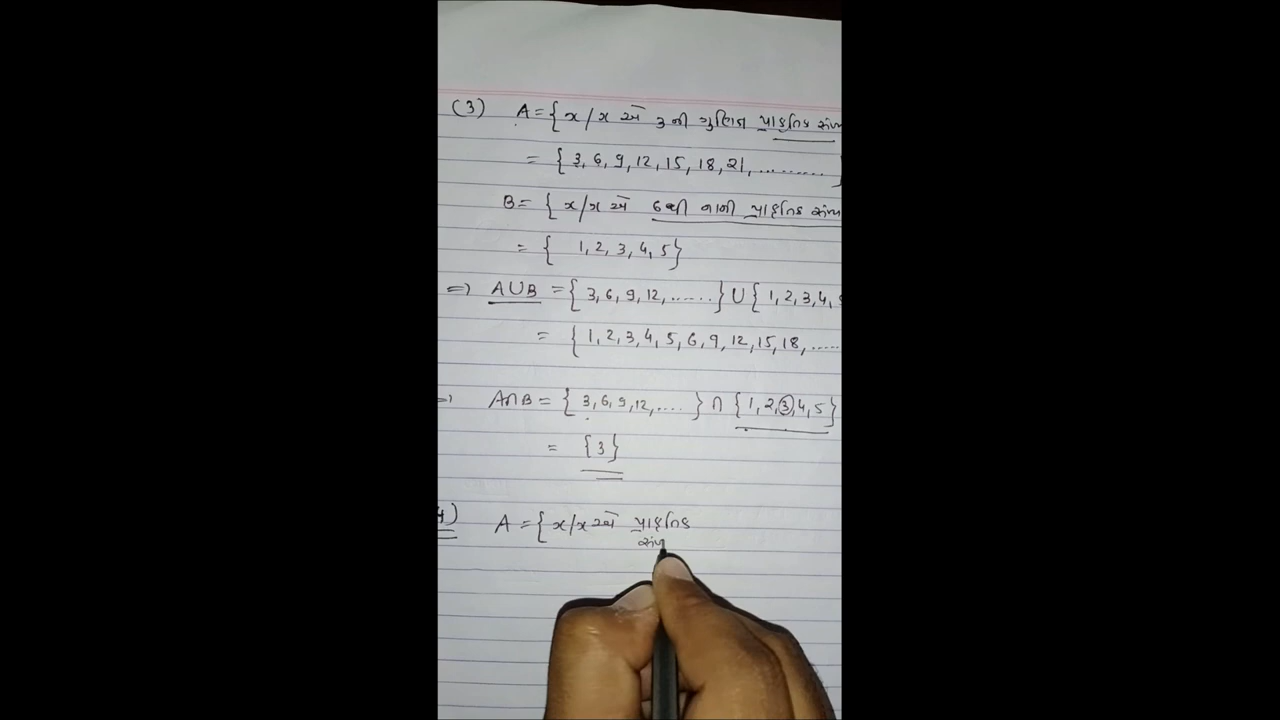 (3) A = { x/x એ 3 ની ગુણિત પ્રાકૃતિક સંખ્
= { 3, 6, 9, 12, 15, 18, 21, .......... }
B = { x/x એ 6થી નાની પ્રાકૃતિક સંખ્યા
= { 1, 2, 3, 4, 5}
=> A∪B = { 3, 6, 9, 12, ...... } ∪ { 1, 2, 3, 4, 5
= { 1, 2, 3, 4, 5, 6, 9, 12, 15, 18, .....
=> A∩B = { 3, 6, 9, 12, .... } ∩ { 1, 2, 3, 4, 5 }
= {3}
4) A = { x/x એ પ્રાકૃતિક
સંખ